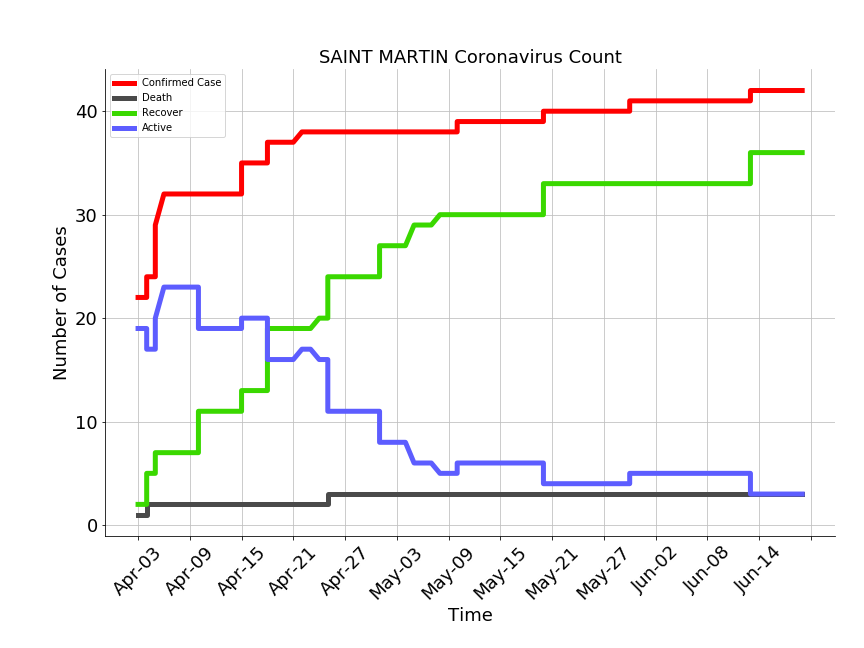 SAINT MARTIN Coronavirus Count
Confirmed Case
Death
Recover
Active
Number of Cases
40
30
20
10
0
Apr-03
Apr-09
Apr-15
Apr-21
Apr-27
May-03
May-09
May-15
May-21
May-27
Jun-02
Jun-08
Jun-14
Time